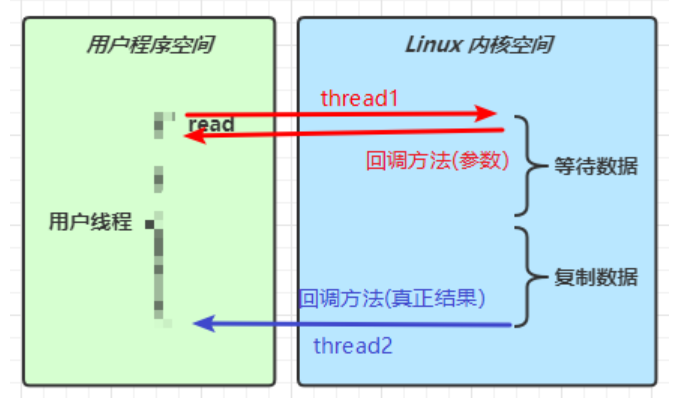 用户程序空间
Linux 内核空间
thread1
read
回调方法(参数)
等待数据
用户线程
复制数据
回调方法(真正结果)
thread2